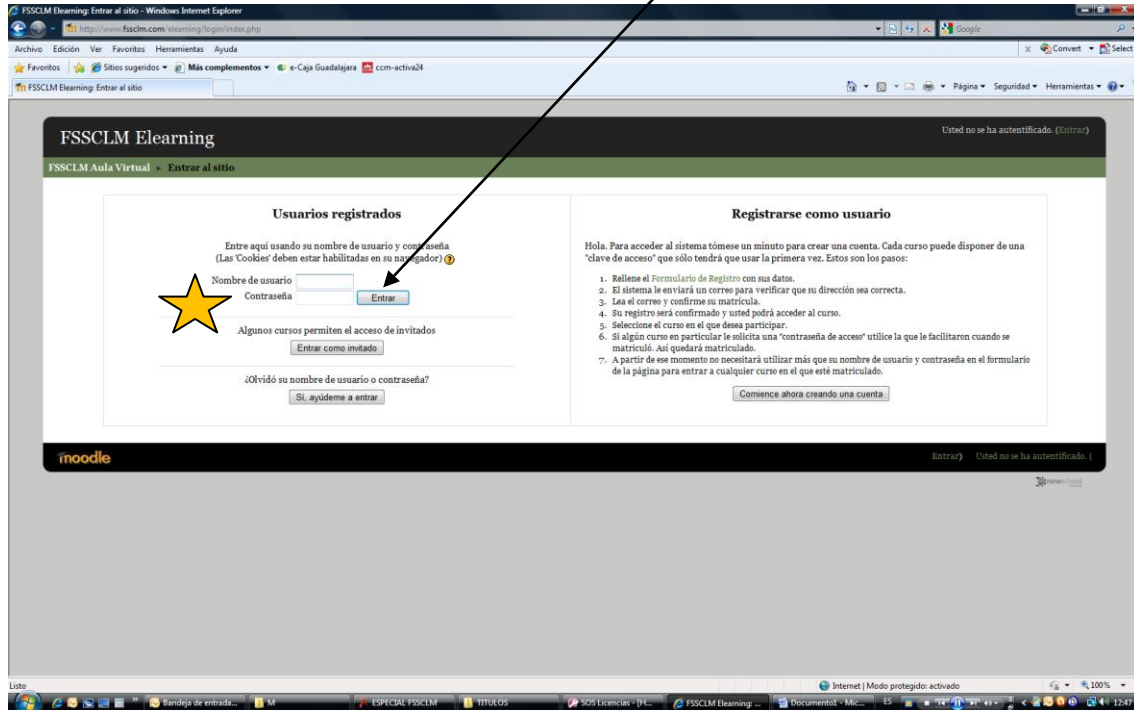 FSSCLM Elearning: Entrar al sitio - Windows Internet Explorer
http://www.fssclm.com/elearning/login/index.php
Google
Archivo Edición Ver Favoritos Herramientas Ayuda
Convert Select
Favoritos Sitios sugeridos Más complementos e-Caja Guadalajara ccm-activa24
FSSCLM Elearning: Entrar al sitio
Página Seguridad Herramientas
FSSCLM Elearning
Usted no se ha autentificado. (Entrar)
FSSCLM Aula Virtual ► Entrar al sitio
Usuarios registrados
Entre aquí usando su nombre de usuario y contraseña
(Las 'Cookies' deben estar habilitadas en su navegador)
Nombre de usuario
Contraseña
Entrar
Algunos cursos permiten el acceso de invitados
Entrar como invitado
¿Olvidó su nombre de usuario o contraseña?
Sí, ayúdeme a entrar
Registrarse como usuario
Hola. Para acceder al sistema tómese un minuto para crear una cuenta. Cada curso puede disponer de una
"clave de acceso" que sólo tendrá que usar la primera vez. Estos son los pasos:
1. Rellene el Formulario de Registro con sus datos.
2. El sistema le enviará un correo para verificar que su dirección sea correcta.
3. Lea el correo y confirme su matrícula.
4. Su registro será confirmado y usted podrá acceder al curso.
5. Seleccione el curso en el que desea participar.
6. Si algún curso en particular le solicita una "contraseña de acceso" utilice la que le facilitaron cuando se
matriculó. Así quedará matriculado.
7. A partir de ese momento no necesitará utilizar más que su nombre de usuario y contraseña en el formulario
de la página para entrar a cualquier curso en el que esté matriculado.
Comience ahora creando una cuenta
moodle
Entrar) Usted no se ha autentificado. (
newschool
Listo
Internet | Modo protegido: activado
100%
Bandeja de entrada... M ESPECIAL FSSCLM TITULOS SOS Licencias - [H... FSSCLM Elearning: ... Documento1 - Mic... ES
12:47